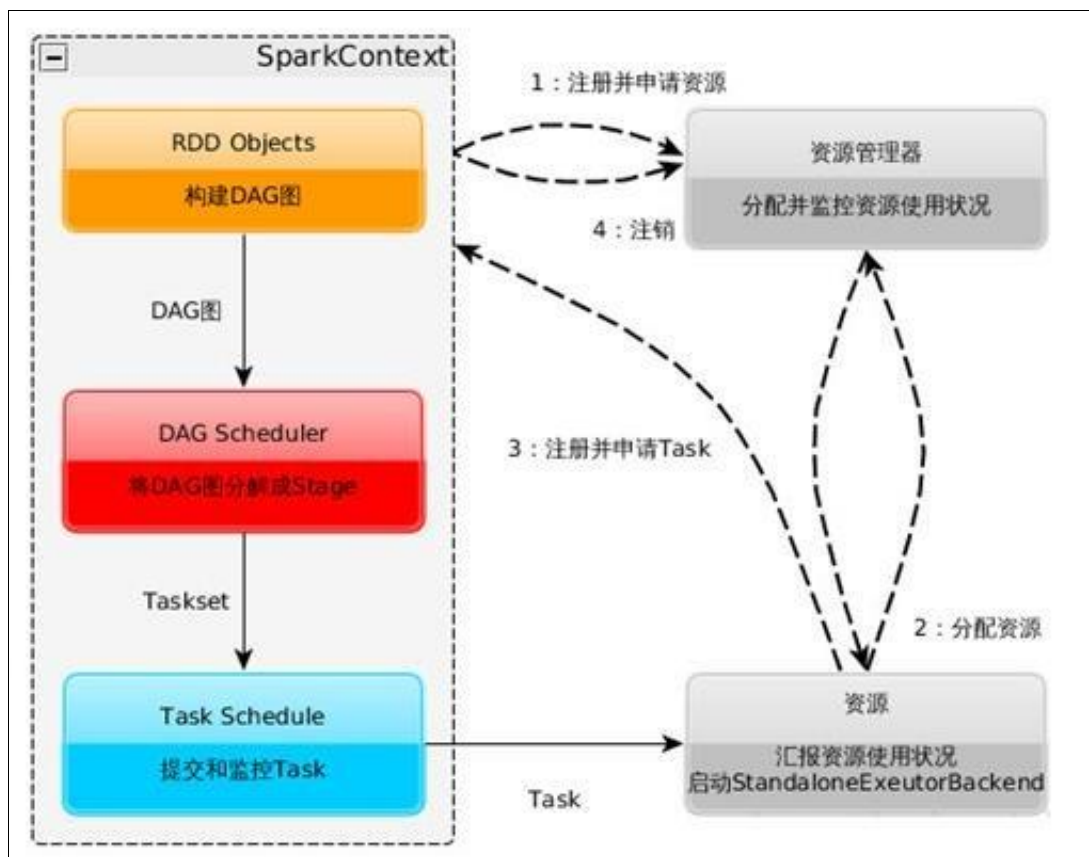 SparkContext
1：注册并申请资源
RDD Objects
构建DAG图
资源管理器
分配并监控资源使用状况
4：注销
DAG图
DAG Scheduler
将DAG图分解成Stage
3：注册并申请Task
Taskset
2：分配资源
Task Schedule
提交和监控Task
资源
汇报资源使用状况
启动StandaloneExeutorBackend
Task